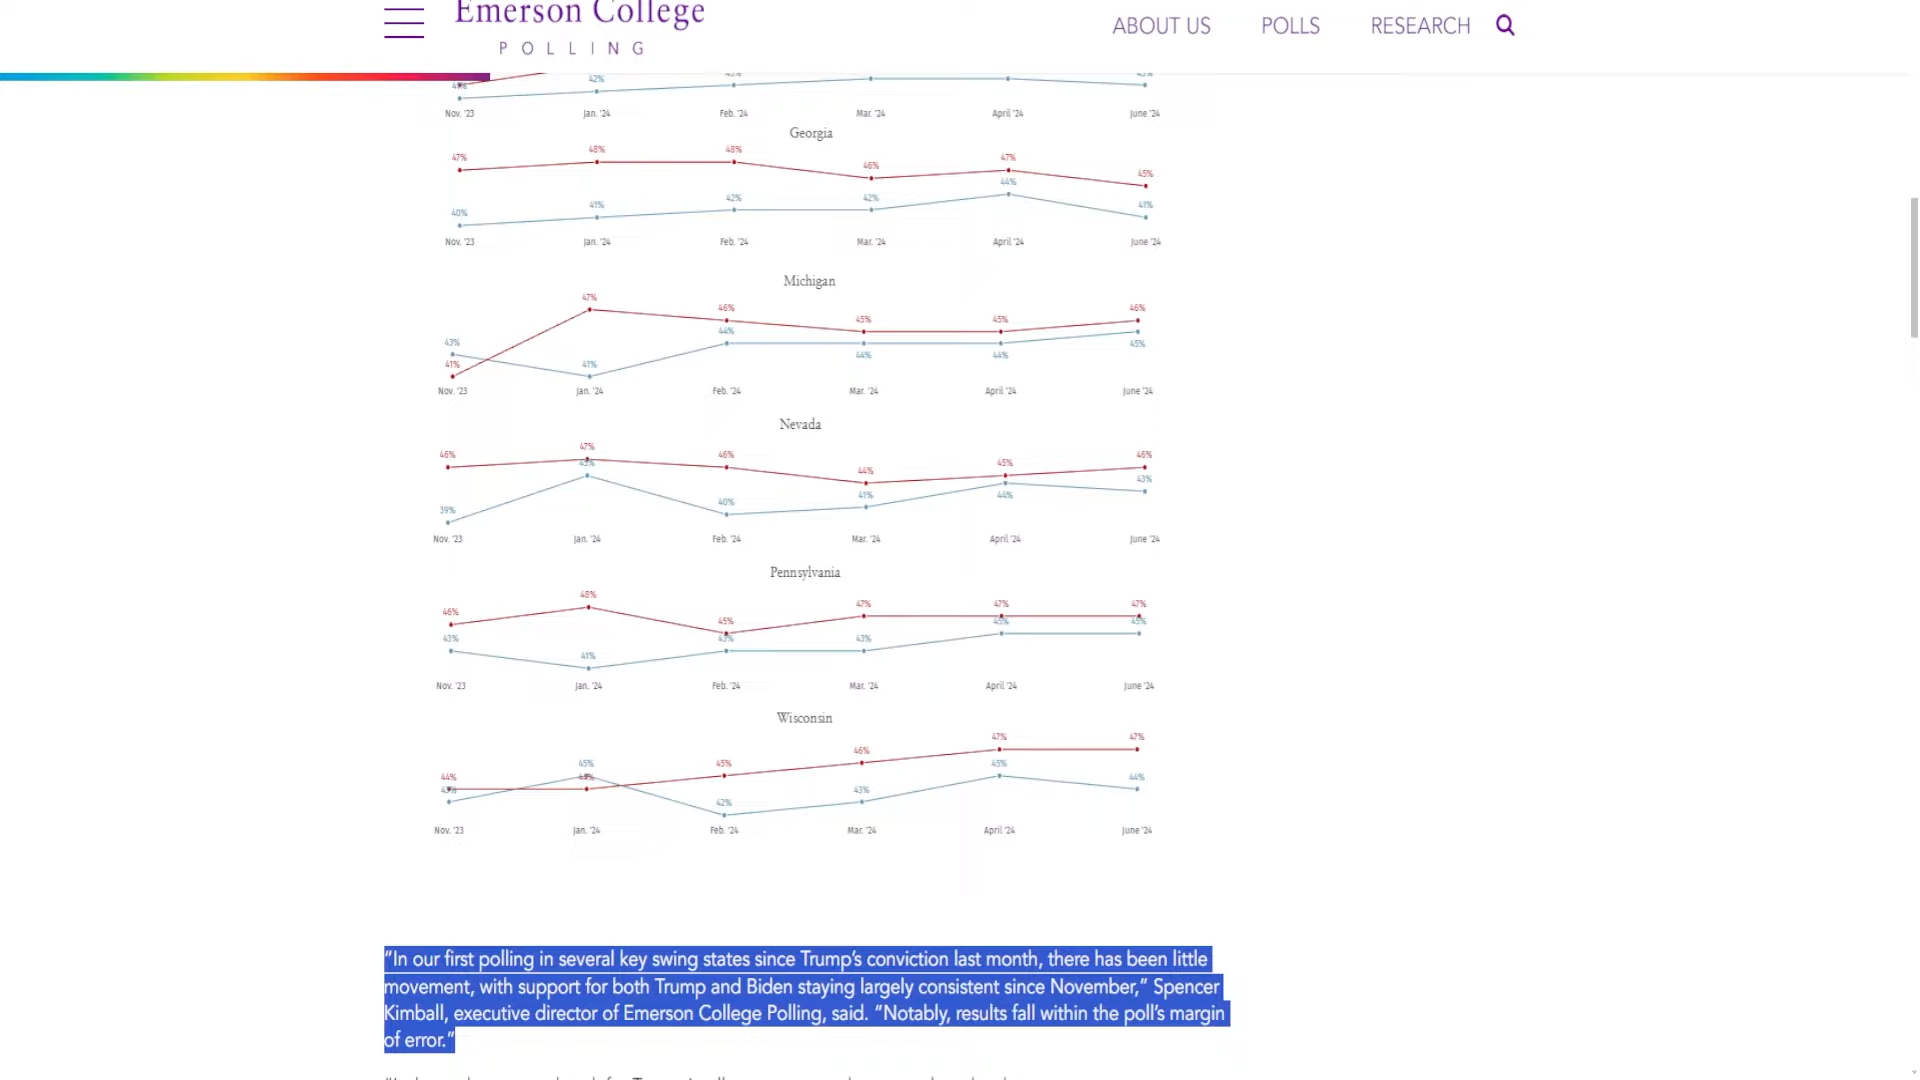 Emerson College
POLLING
ABOUT US POLLS RESEARCH
42%
Nov. '23 Jan. '24 Feb. '24 Mar. '24 April '24 June '24
Georgia
47% 48% 48% 46% 47% 45%
40% 41% 42% 42% 44% 41%
Nov. '23 Jan. '24 Feb. '24 Mar. '24 April '24 June '24
Michigan
41% 47% 46% 45% 45% 46%
43% 41% 44% 44% 44% 45%
Nov. '23 Jan. '24 Feb. '24 Mar. '24 April '24 June '24
Nevada
46% 47% 46% 44% 45% 46%
39% 45% 40% 41% 44% 43%
Nov. '23 Jan. '24 Feb. '24 Mar. '24 April '24 June '24
Pennsylvania
46% 48% 45% 47% 47% 47%
43% 41% 43% 43% 45% 45%
Nov. '23 Jan. '24 Feb. '24 Mar. '24 April '24 June '24
Wisconsin
44% 44% 45% 46% 47% 47%
43% 45% 42% 43% 45% 44%
Nov. '23 Jan. '24 Feb. '24 Mar. '24 April '24 June '24
“In our first polling in several key swing states since Trump’s conviction last month, there has been little
movement, with support for both Trump and Biden staying largely consistent since November,” Spencer
Kimball, executive director of Emerson College Polling, said. “Notably, results fall within the poll’s margin
of error.”